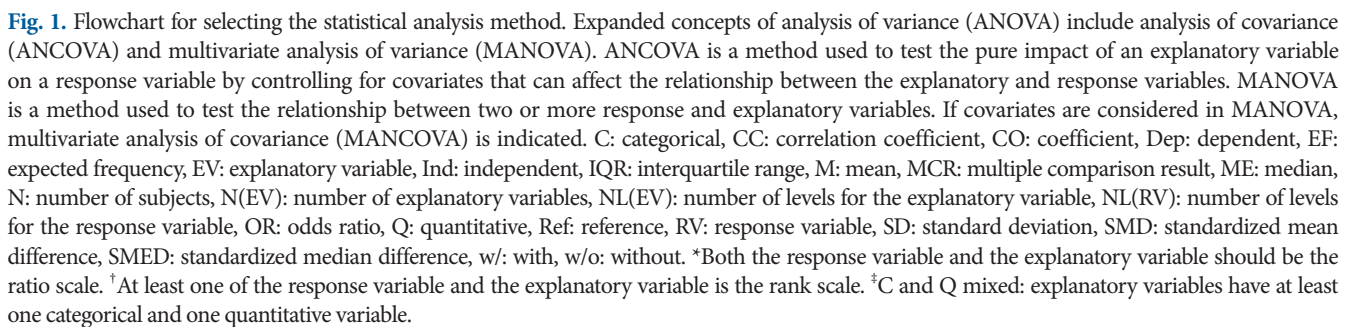 Fig. 1. Flowchart for selecting the statistical analysis method. Expanded concepts of analysis of variance (ANOVA) include analysis of covariance
(ANCOVA) and multivariate analysis of variance (MANOVA). ANCOVA is a method used to test the pure impact of an explanatory variable
on a response variable by controlling for covariates that can affect the relationship between the explanatory and response variables. MANOVA
is a method used to test the relationship between two or more response and explanatory variables. If covariates are considered in MANOVA,
multivariate analysis of covariance (MANCOVA) is indicated. C: categorical, CC: correlation coefficient, CO: coefficient, Dep: dependent, EF:
expected frequency, EV: explanatory variable, Ind: independent, IQR: interquartile range, M: mean, MCR: multiple comparison result, ME: median,
N: number of subjects, N(EV): number of explanatory variables, NL(EV): number of levels for the explanatory variable, NL(RV): number of levels
for the response variable, OR: odds ratio, Q: quantitative, Ref: reference, RV: response variable, SD: standard deviation, SMD: standardized mean
difference, SMED: standardized median difference, w/: with, w/o: without. *Both the response variable and the explanatory variable should be the
ratio scale. †At least one of the response variable and the explanatory variable is the rank scale. ‡C and Q mixed: explanatory variables have at least
one categorical and one quantitative variable.